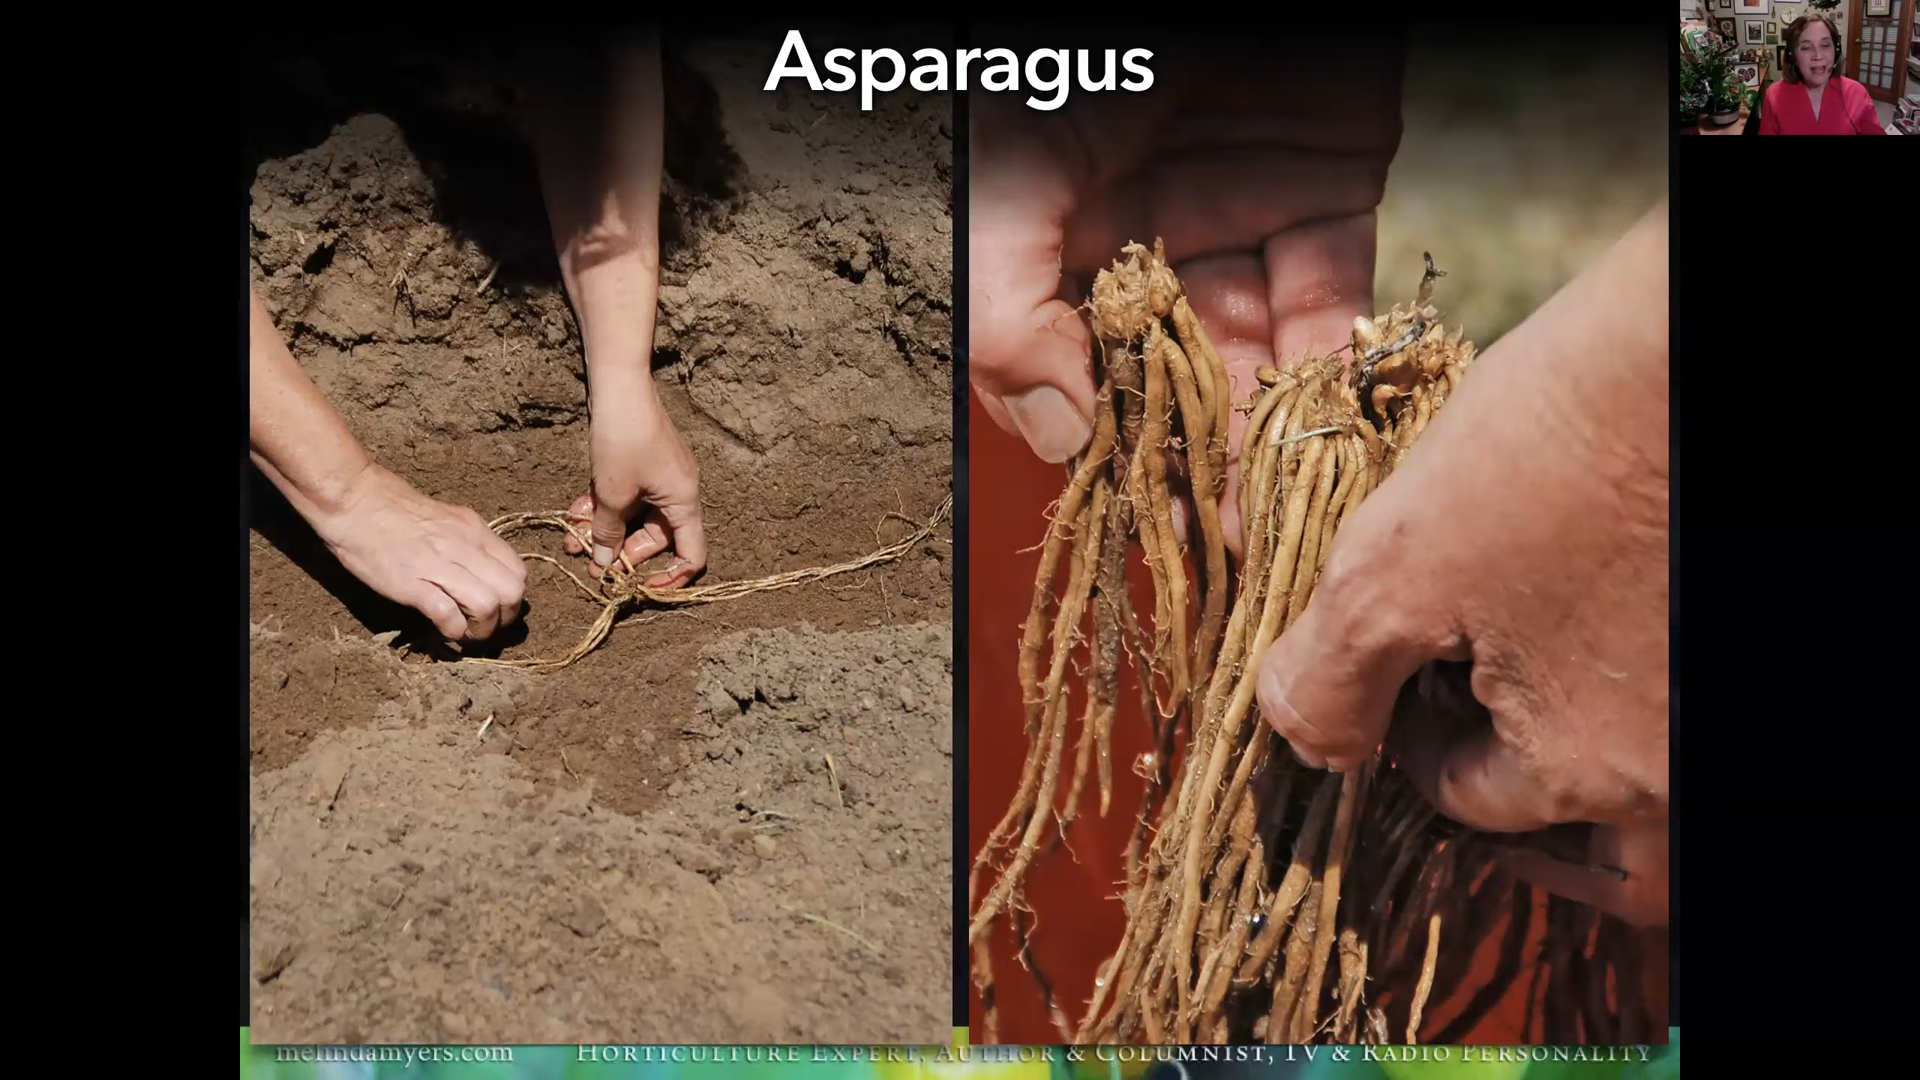 Asparagus
melindamyers.com HORTICULTURE EXPERT, AUTHOR & COLUMNIST, TV & RADIO PERSONALITY